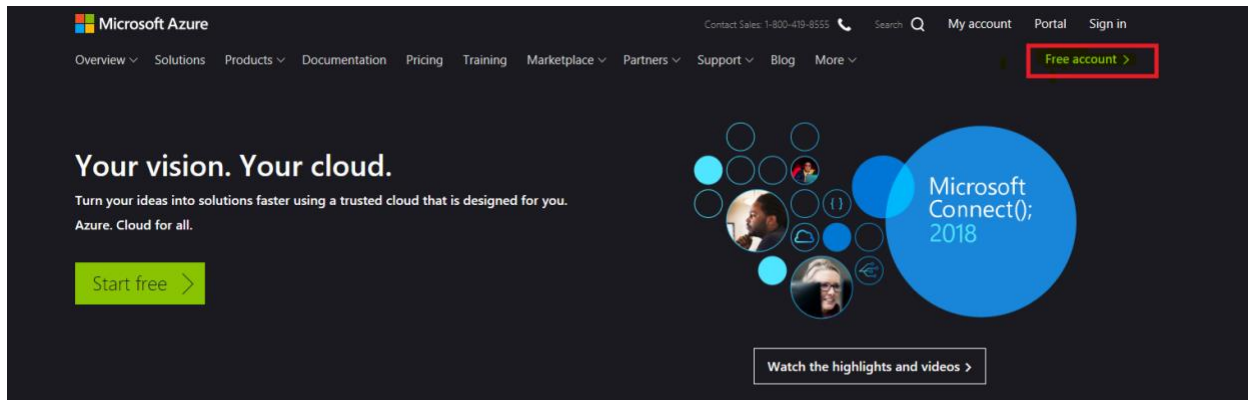 Microsoft Azure
Contact Sales: 1-800-419-8555 Search My account Portal Sign in
Overview Solutions Products Documentation Pricing Training Marketplace Partners Support Blog More Free account >
Your vision. Your cloud.
Turn your ideas into solutions faster using a trusted cloud that is designed for you.
Azure. Cloud for all.
Start free >
Microsoft
Connect();
2018
{}
Watch the highlights and videos >